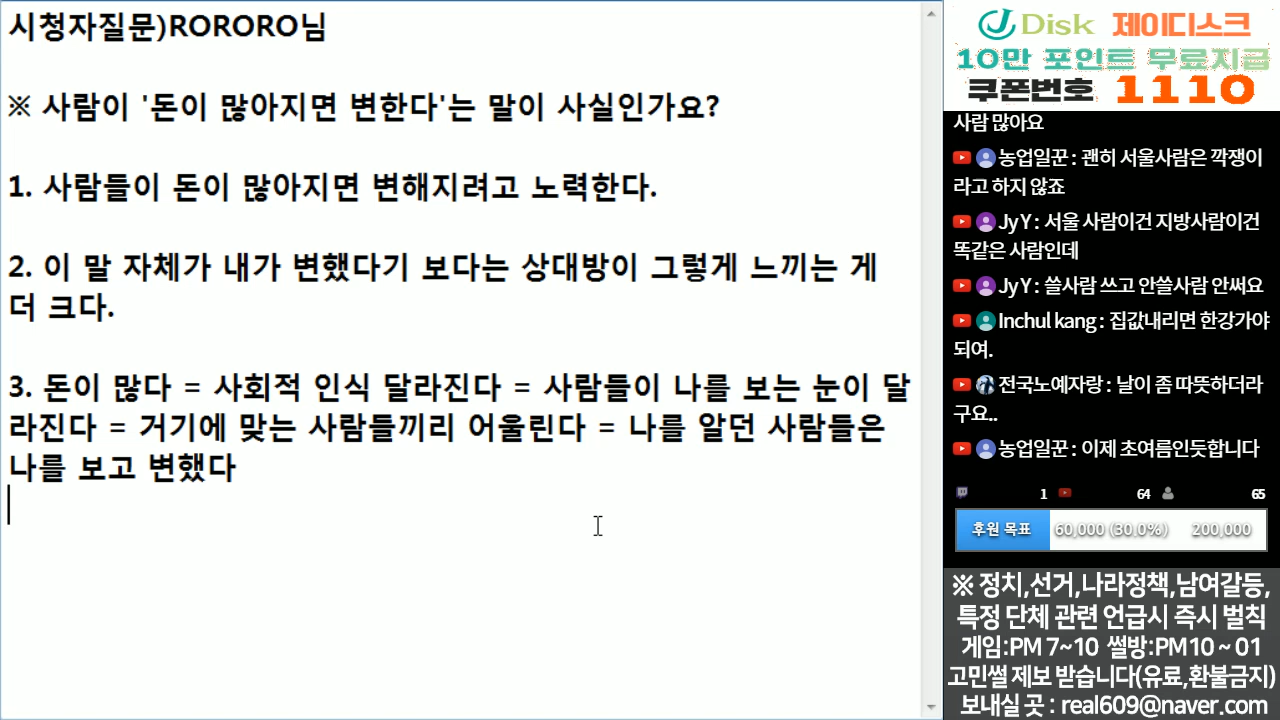 시청자질문)RORORO님
※ 사람이 '돈이 많아지면 변한다'는 말이 사실인가요?
1. 사람들이 돈이 많아지면 변해지려고 노력한다.
2. 이 말 자체가 내가 변했다기 보다는 상대방이 그렇게 느끼는 게
더 크다.
3. 돈이 많다 = 사회적 인식 달라진다 = 사람들이 나를 보는 눈이 달
라진다 = 거기에 맞는 사람들끼리 어울린다 = 나를 알던 사람들은
나를 보고 변했다
JDisk 제이디스크
10만 포인트 무료지급
쿠폰번호 1110
사람 많아요
농업일꾼 : 괜히 서울사람은 깍쟁이
라고 하지 않죠
Jy Y : 서울 사람이건 지방사람이건
똑같은 사람인데
Jy Y : 쓸사람 쓰고 안쓸사람 안써요
Inchul kang : 집값내리면 한강가야
되여.
전국노예자랑 : 날이 좀 따뜻하더라
구요..
농업일꾼 : 이제 초여름인듯합니다
1 64 65
후원 목표 60,000 (30.0%) 200,000
※ 정치,선거,나라정책,남여갈등,
특정 단체 관련 언급시 즉시 벌칙
게임:PM 7~10 썰방:PM10 ~ 01
고민썰 제보 받습니다(유료,환불금지)
보내실 곳 : real609@naver.com